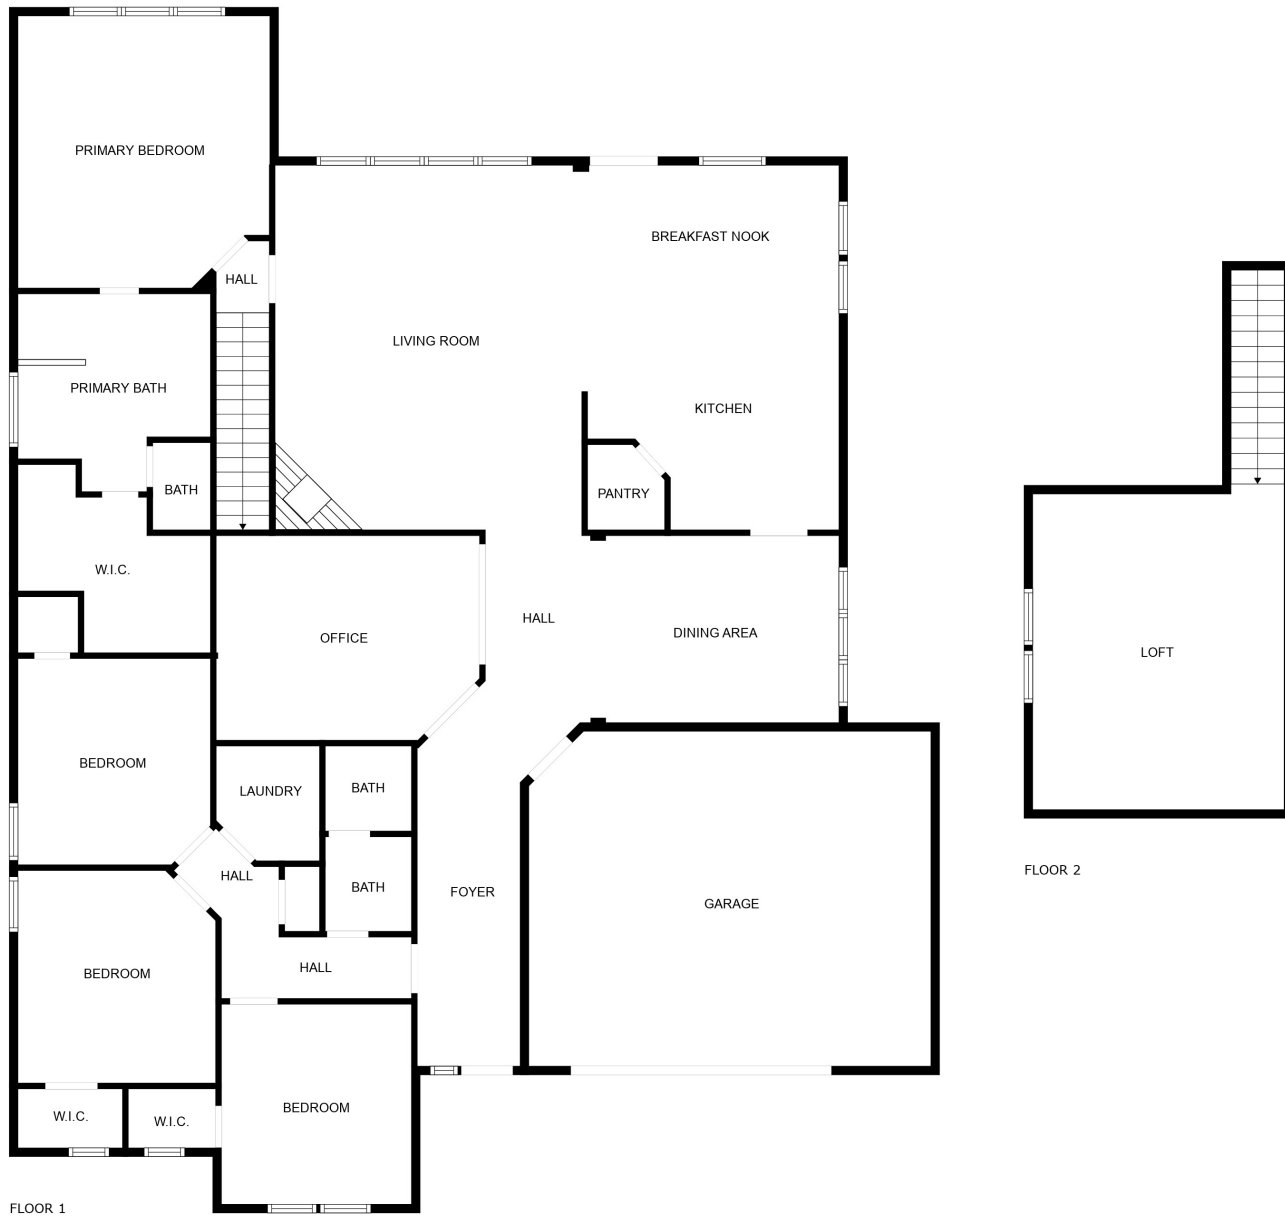 PRIMARY BEDROOM
BREAKFAST NOOK
HALL
LIVING ROOM
PRIMARY BATH
KITCHEN
BATH
PANTRY
W.I.C.
HALL
DINING AREA
OFFICE
LOFT
BEDROOM
LAUNDRY
BATH
HALL
BATH
FOYER
GARAGE
FLOOR 2
BEDROOM
HALL
BEDROOM
W.I.C.
W.I.C.
FLOOR 1